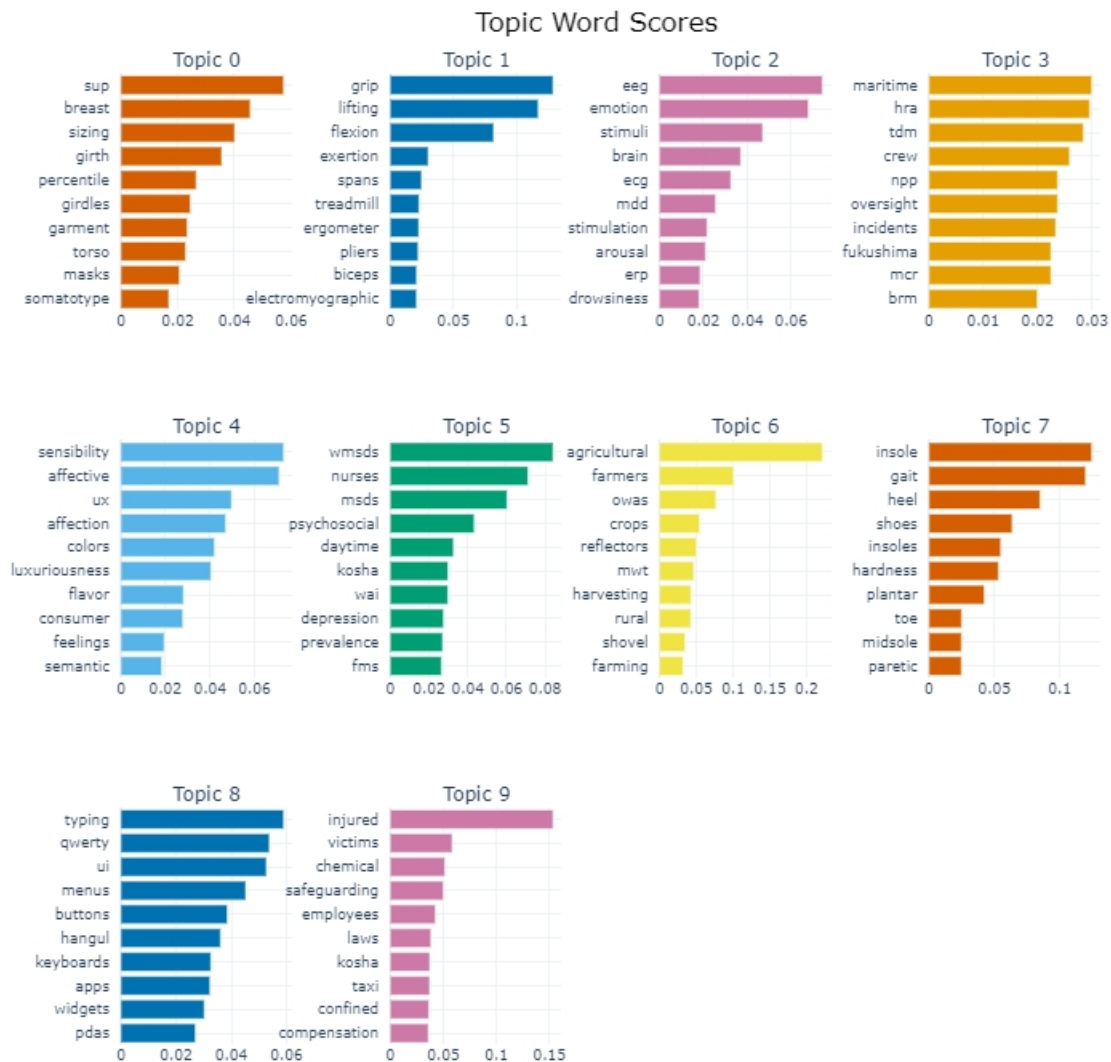 Topic Word Scores
Topic 0
sup
breast
sizing
girth
percentile
girdles
garment
torso
masks
somatotype
0 0.02 0.04 0.06
Topic 1
grip
lifting
flexion
exertion
spans
treadmill
ergometer
pliers
biceps
electromyographic
0 0.05 0.1
Topic 2
eeg
emotion
stimuli
brain
ecg
mdd
stimulation
arousal
erp
drowsiness
0 0.02 0.04 0.06
Topic 3
maritime
hra
tdm
crew
npp
oversight
incidents
fukushima
mcr
brm
0 0.01 0.02 0.03
Topic 4
sensibility
affective
ux
affection
colors
luxuriousness
flavor
consumer
feelings
semantic
0 0.02 0.04 0.06
Topic 5
wmsds
nurses
msds
psychosocial
daytime
kosha
wai
depression
prevalence
fms
0 0.02 0.04 0.06 0.08
Topic 6
agricultural
farmers
owas
crops
reflectors
mwt
harvesting
rural
shovel
farming
0 0.05 0.1 0.15 0.2
Topic 7
insole
gait
heel
shoes
insoles
hardness
plantar
toe
midsole
paretic
0 0.05 0.1
Topic 8
typing
qwerty
ui
menus
buttons
hangul
keyboards
apps
widgets
pdas
0 0.02 0.04 0.06
Topic 9
injured
victims
chemical
safeguarding
employees
laws
kosha
taxi
confined
compensation
0 0.05 0.1 0.15